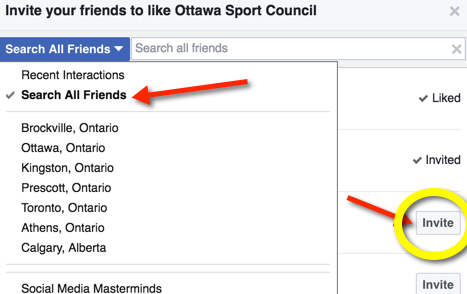 Invite your friends to like Ottawa Sport Council
Search All Friends
Search all friends
Recent Interactions
Search All Friends
Liked
Brockville, Ontario
Ottawa, Ontario
Invited
Kingston, Ontario
Prescott, Ontario
Toronto, Ontario
Invite
Athens, Ontario
Calgary, Alberta
Social Media Masterminds
Invite